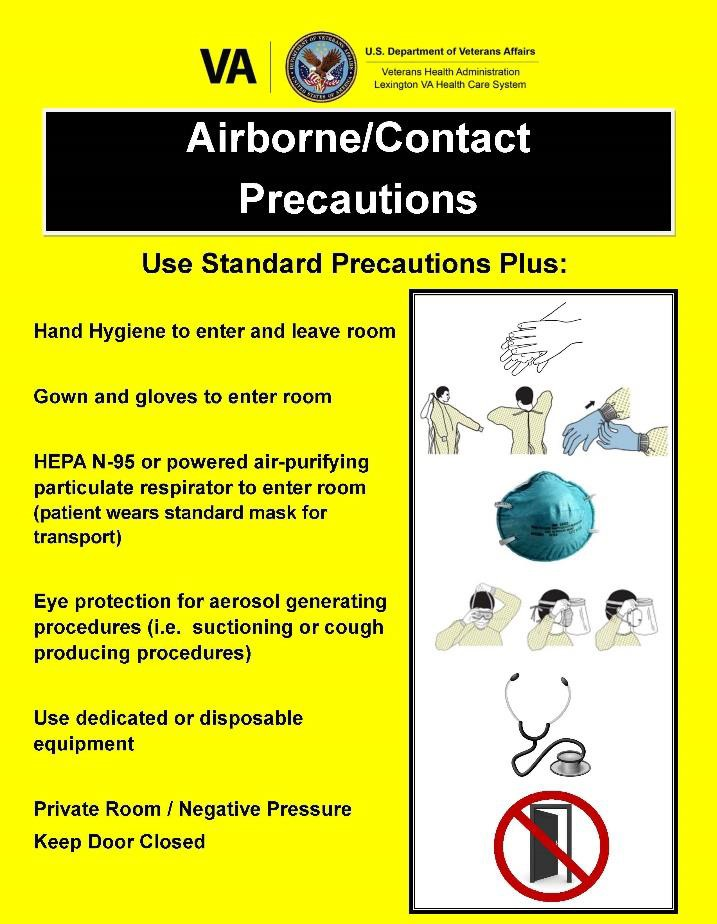 VA
U.S. Department of Veterans Affairs
Veterans Health Administration
Lexington VA Health Care System
Airborne/Contact
Precautions
Use Standard Precautions Plus:
Hand Hygiene to enter and leave room
Gown and gloves to enter room
HEPA N-95 or powered air-purifying
particulate respirator to enter room
(patient wears standard mask for
transport)
Eye protection for aerosol generating
procedures (i.e.  suctioning or cough
producing procedures)
Use dedicated or disposable
equipment
Private Room / Negative Pressure
Keep Door Closed